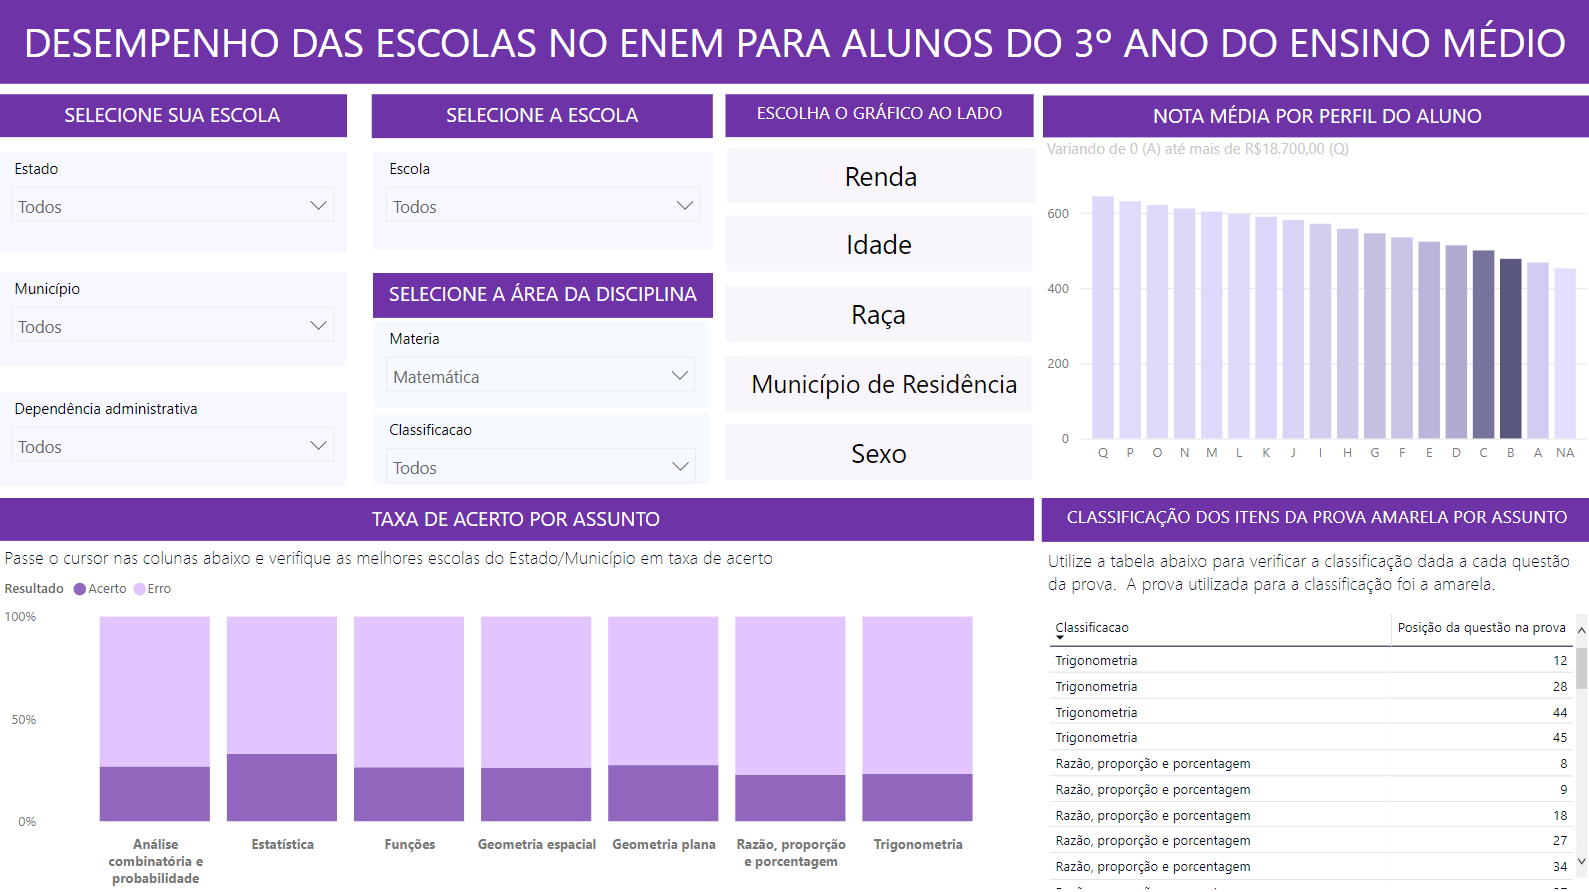 DESEMPENHO DAS ESCOLAS NO ENEM PARA ALUNOS DO 3º ANO DO ENSINO MÉDIO
SELECIONE SUA ESCOLA
Estado
Todos
Município
Todos
Dependência administrativa
Todos
SELECIONE A ESCOLA
Escola
Todos
SELECIONE A ÁREA DA DISCIPLINA
Materia
Matemática
Classificacao
Todos
ESCOLHA O GRÁFICO AO LADO
Renda
Idade
Raça
Município de Residência
Sexo
NOTA MÉDIA POR PERFIL DO ALUNO
Variando de 0 (A) até mais de R$18.700,00 (Q)
600
400
200
0
Q P O N M L K J I H G F E D C B A NA
TAXA DE ACERTO POR ASSUNTO
Passe o cursor nas colunas abaixo e verifique as melhores escolas do Estado/Município em taxa de acerto
Resultado Acerto Erro
100%
50%
0%
Análise
combinatória e
probabilidade
Estatística
Funções
Geometria espacial
Geometria plana
Razão, proporção
e porcentagem
Trigonometria
CLASSIFICAÇÃO DOS ITENS DA PROVA AMARELA POR ASSUNTO
Utilize a tabela abaixo para verificar a classificação dada a cada questão
da prova. A prova utilizada para a classificação foi a amarela.
Classificacao Posição da questão na prova
Trigonometria 12
Trigonometria 28
Trigonometria 44
Trigonometria 45
Razão, proporção e porcentagem 8
Razão, proporção e porcentagem 9
Razão, proporção e porcentagem 18
Razão, proporção e porcentagem 27
Razão, proporção e porcentagem 34